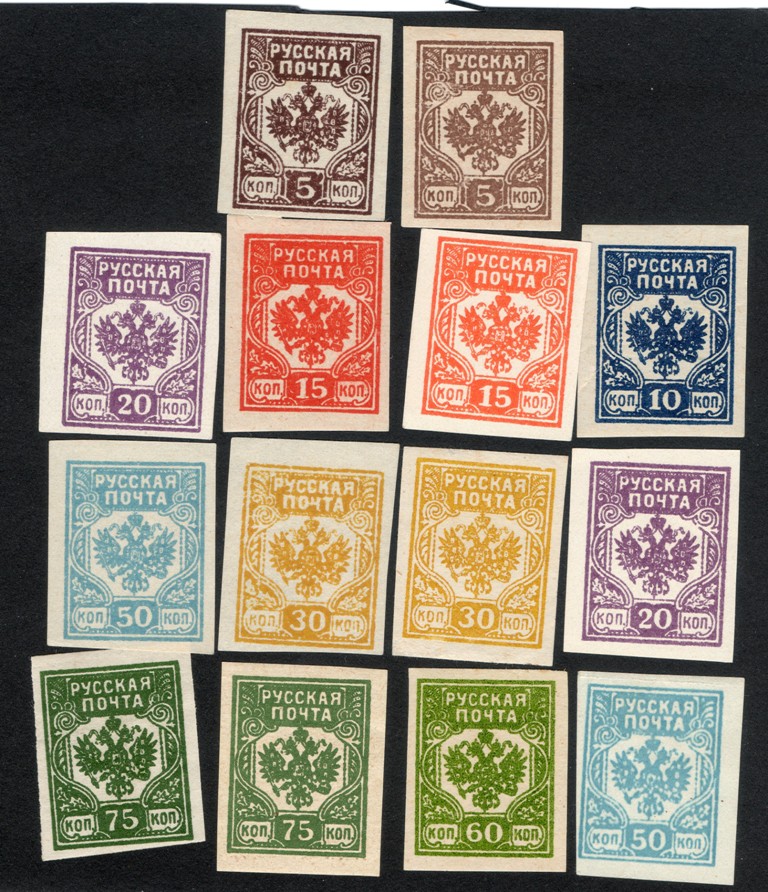 РУССКАЯ
ПОЧТА
КОП. 5 КОП.
РУССКАЯ
ПОЧТА
КОП. 5 КОП.
РУССКАЯ
ПОЧТА
КОП. 20 КОП.
РУССКАЯ
ПОЧТА
КОП. 15 КОП.
РУССКАЯ
ПОЧТА
КОП. 15 КОП.
РУССКАЯ
ПОЧТА
КОП. 10 КОП.
РУССКАЯ
ПОЧТА
КОП. 50 КОП.
РУССКАЯ
ПОЧТА
КОП. 30 КОП.
РУССКАЯ
ПОЧТА
КОП. 30 КОП.
РУССКАЯ
ПОЧТА
КОП. 20 КОП.
РУССКАЯ
ПОЧТА
КОП. 75 КОП.
РУССКАЯ
ПОЧТА
КОП. 75 КОП.
РУССКАЯ
ПОЧТА
КОП. 60 КОП.
РУССКАЯ
ПОЧТА
КОП. 50 КОП.